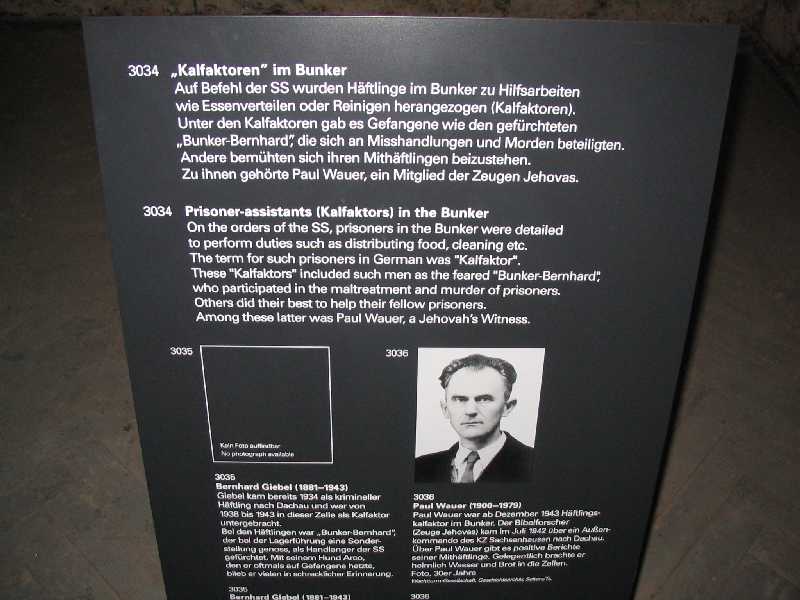 3034 „Kalfaktoren" im Bunker
Auf Befehl der SS wurden Häftlinge im Bunker zu Hilfsarbeiten
wie Essenverteilen oder Reinigen herangezogen (Kalfaktoren).
Unter den Kalfaktoren gab es Gefangene wie den gefürchteten
„Bunker-Bernhard", die sich an Misshandlungen und Morden beteiligten.
Andere bemühten sich ihren Mithäftlingen beizustehen.
Zu ihnen gehörte Paul Wauer, ein Mitglied der Zeugen Jehovas.
3034 Prisoner-assistants (Kalfaktors) in the Bunker
On the orders of the SS, prisoners in the Bunker were detailed
to perform duties such as distributing food, cleaning etc.
The term for such prisoners in German was "Kalfaktor".
These "Kalfaktors" included such men as the feared "Bunker-Bernhard",
who participated in the maltreatment and murder of prisoners.
Others did their best to help their fellow prisoners.
Among these latter was Paul Wauer, a Jehovah's Witness.
3035
Kein Foto auffindbar
No photograph available
3035
Bernhard Giebel (1881–1943)
Giebel kam bereits 1934 als krimineller
Häftling nach Dachau und war von
1938 bis 1943 in dieser Zelle als Kalfaktor
untergebracht.
Bei den Häftlingen war „Bunker-Bernhard",
der bei der Lagerführung eine Sonder-
stellung genoss, als Handlanger der SS
gefürchtet. Mit seinem Hund Arco,
den er oftmals auf Gefangene hetzte,
blieb er vielen in schrecklicher Erinnerung.
3035
Bernhard Giebel (1881–1943)
3036
3036
Paul Wauer (1900–1979)
Paul Wauer war ab Dezember 1943 Häftlings-
kalfaktor im Bunker. Der Bibelforscher
(Zeuge Jehovas) kam im Juli 1942 über ein Außen-
kommando des KZ Sachsenhausen nach Dachau.
Über Paul Wauer gibt es positive Berichte
seiner Mithäftlinge. Gelegentlich brachte er
heimlich Wasser und Brot in die Zellen.
Foto, 30er Jahre
Wachtturm-Gesellschaft, Geschichtsarchiv, Selters/Ts.
3036